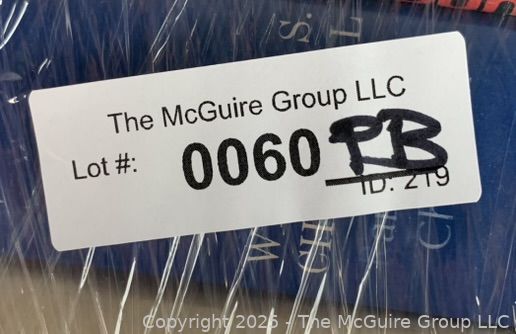 The McGuire Group LLC
Lot #: 0060 PB
ID: 219
Copyright 2025 - The McGuire Group LLC